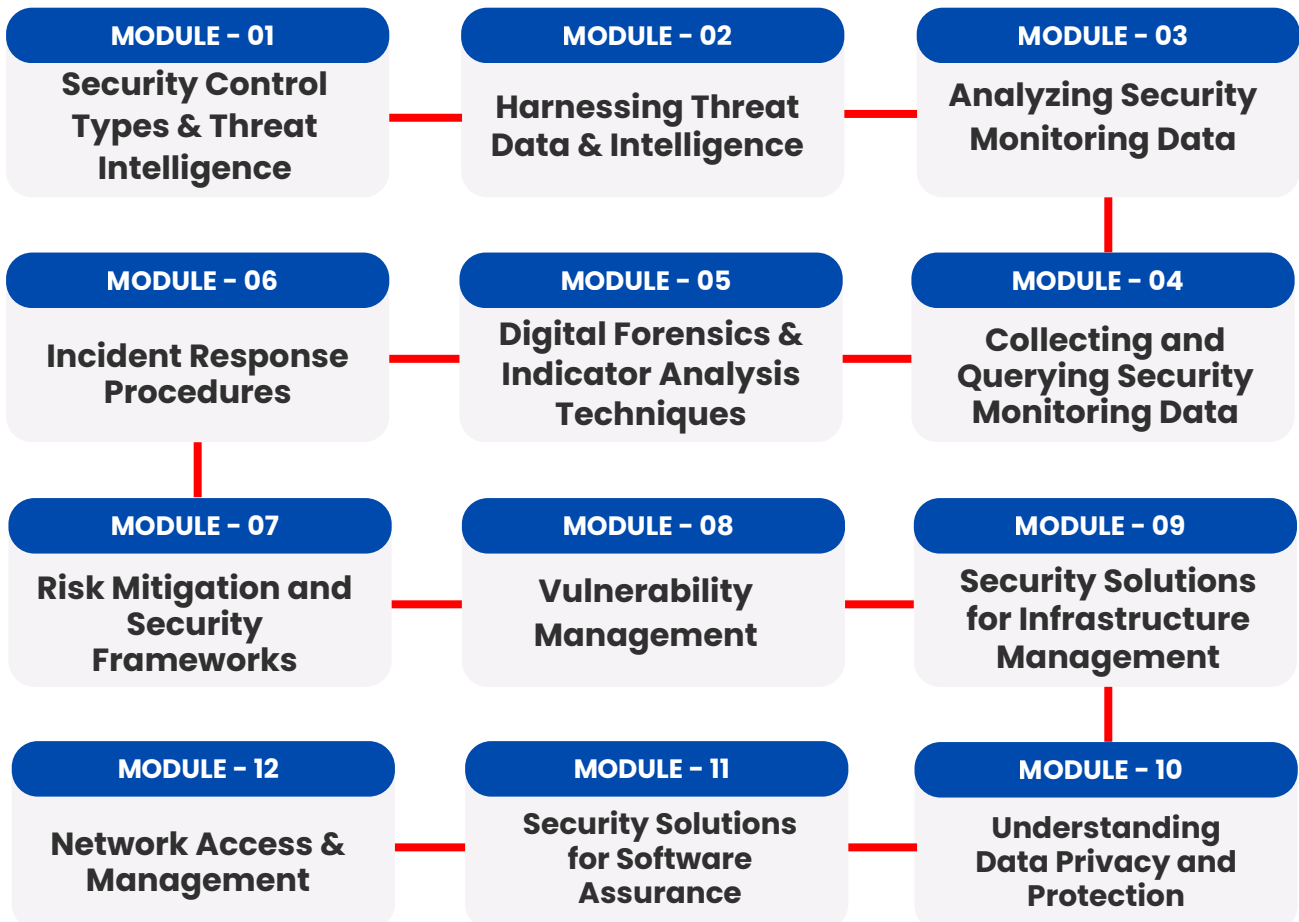 MODULE - 01
Security Control
Types & Threat
Intelligence
MODULE - 02
Harnessing Threat
Data & Intelligence
MODULE - 03
Analyzing Security
Monitoring Data
MODULE - 06
Incident Response
Procedures
MODULE - 05
Digital Forensics &
Indicator Analysis
Techniques
MODULE - 04
Collecting and
Querying Security
Monitoring Data
MODULE - 07
Risk Mitigation and
Security
Frameworks
MODULE - 08
Vulnerability
Management
MODULE - 09
Security Solutions
for Infrastructure
Management
MODULE - 12
Network Access &
Management
MODULE - 11
Security Solutions
for Software
Assurance
MODULE - 10
Understanding
Data Privacy and
Protection